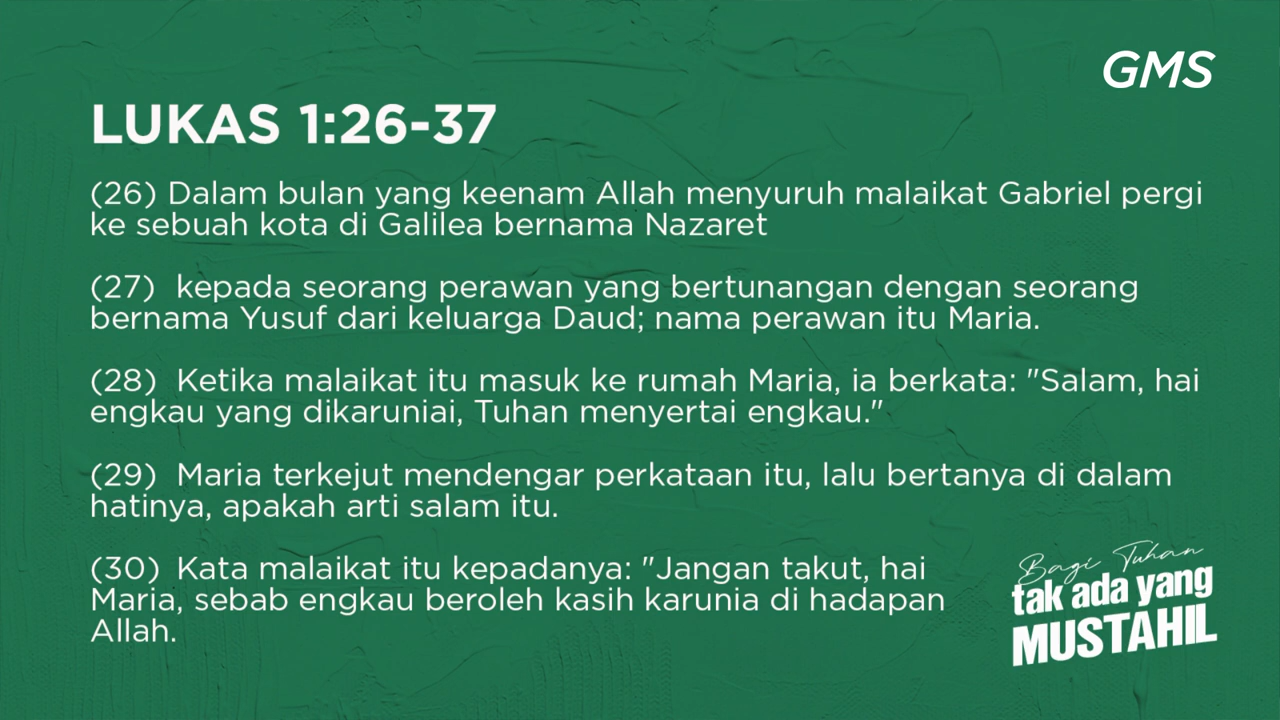 GMS
LUKAS 1:26-37
(26) Dalam bulan yang keenam Allah menyuruh malaikat Gabriel pergi
ke sebuah kota di Galilea bernama Nazaret
(27)  kepada seorang perawan yang bertunangan dengan seorang
bernama Yusuf dari keluarga Daud; nama perawan itu Maria.
(28)  Ketika malaikat itu masuk ke rumah Maria, ia berkata: "Salam, hai
engkau yang dikaruniai, Tuhan menyertai engkau."
(29)  Maria terkejut mendengar perkataan itu, lalu bertanya di dalam
hatinya, apakah arti salam itu.
(30)  Kata malaikat itu kepadanya: "Jangan takut, hai
Maria, sebab engkau beroleh kasih karunia di hadapan
Allah.
Bagi Tuhan
tak ada yang
MUSTAHIL